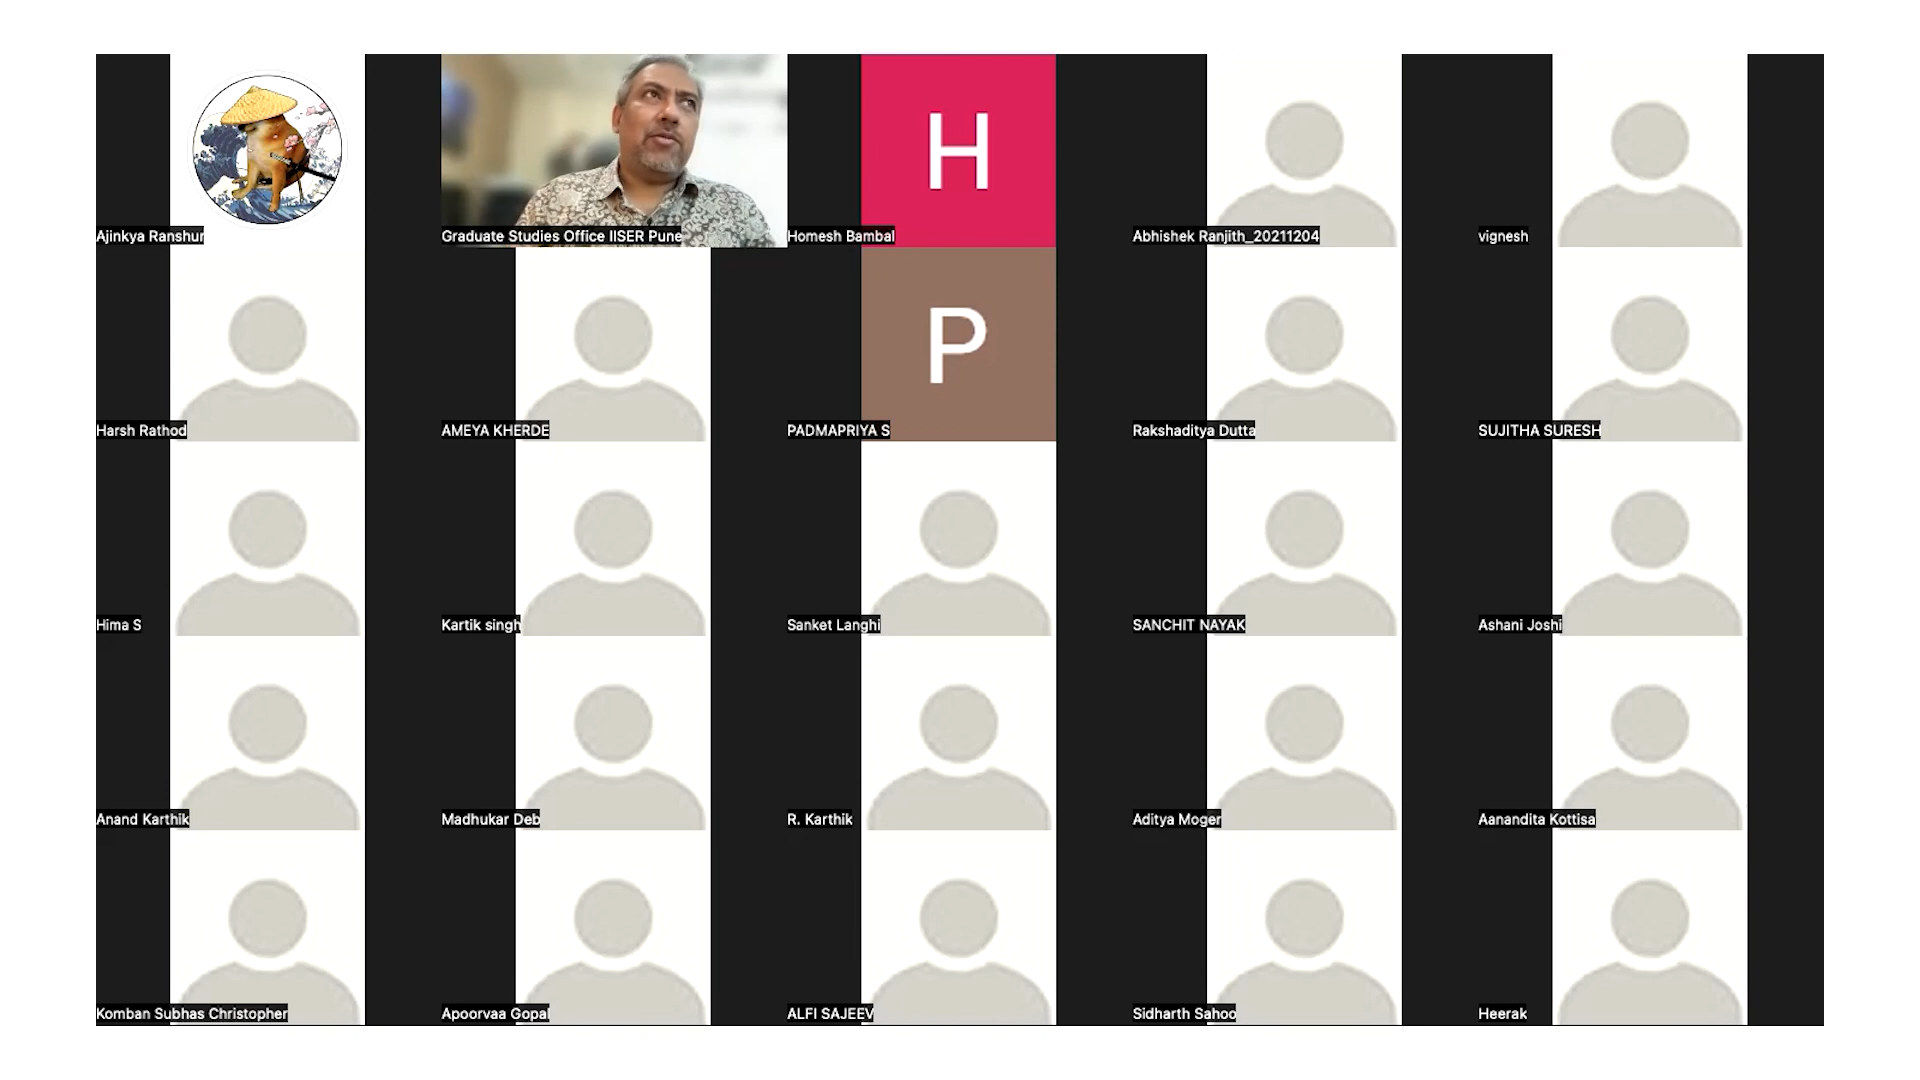 Ajinkya Ranshur
Graduate Studies Office IISER Pune
H
Homesh Bambal
Abhishek Ranjith_20211204
vignesh
Harsh Rathod
AMEYA KHERDE
P
PADMAPRIYA S
Rakshaditya Dutta
SUJITHA SURESH
Hima S
Kartik singh
Sanket Langhi
SANCHIT NAYAK
Ashani Joshi
Anand Karthik
Madhukar Deb
R. Karthik
Aditya Moger
Aanandita Kottisa
Komban Subhas Christopher
Apoorvaa Gopal
ALFI SAJEEV
Sidharth Sahoo
Heerak